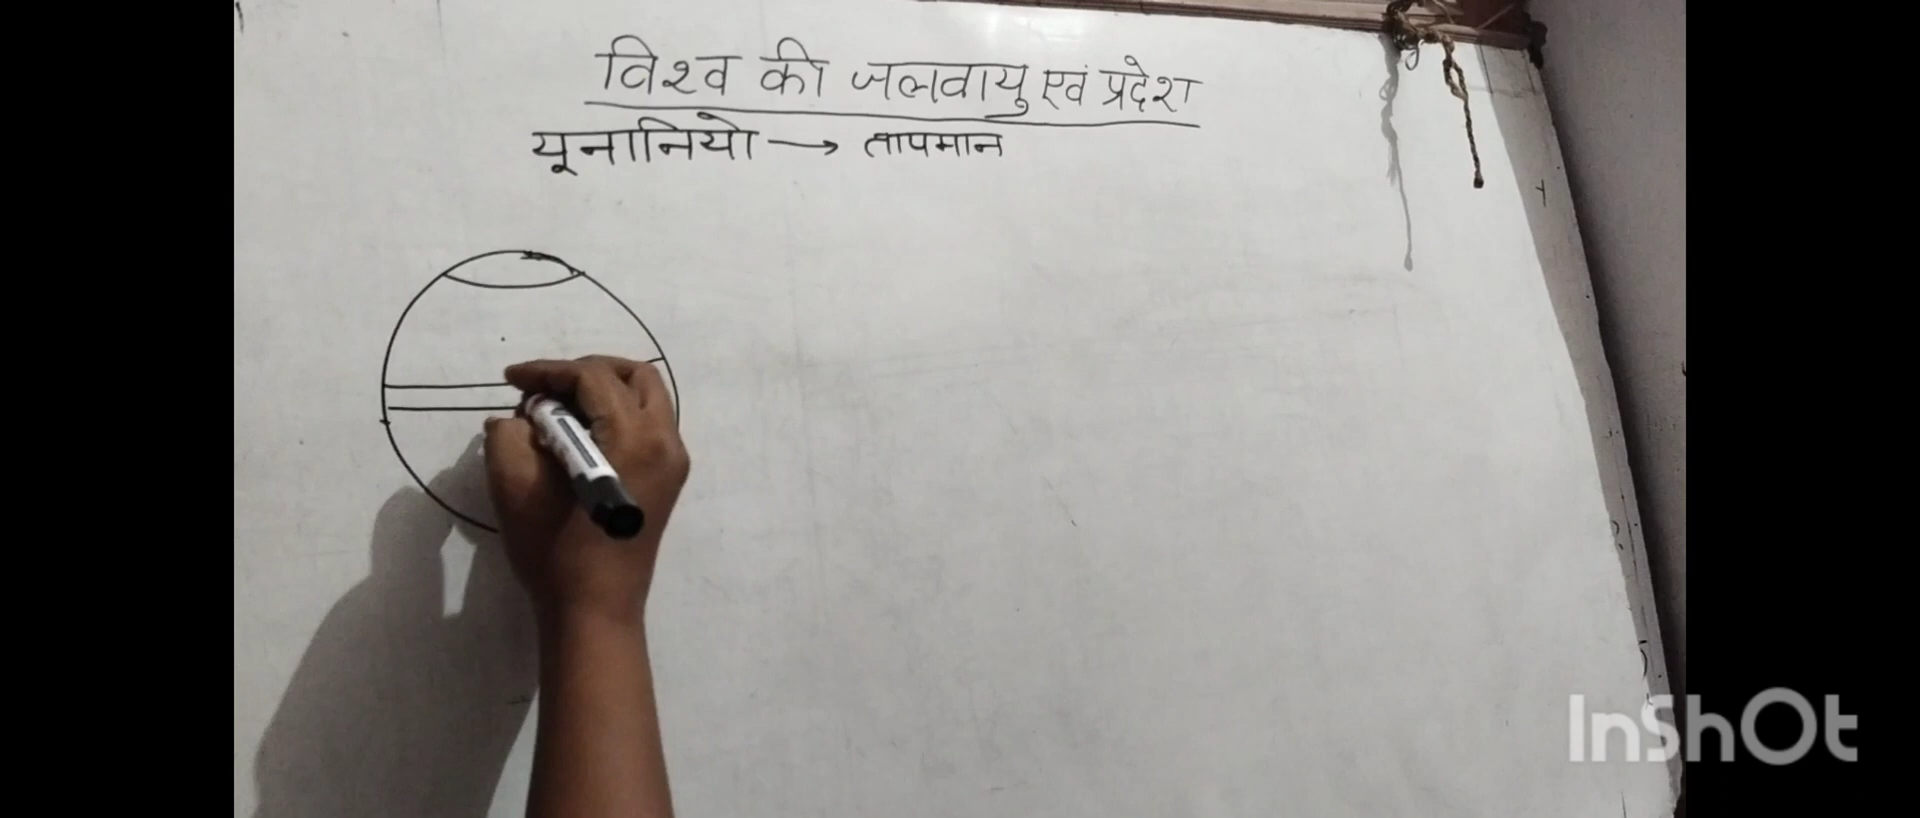 विश्व की जलवायु एवं प्रदेश
यूनानियो → तापमान
InShOt